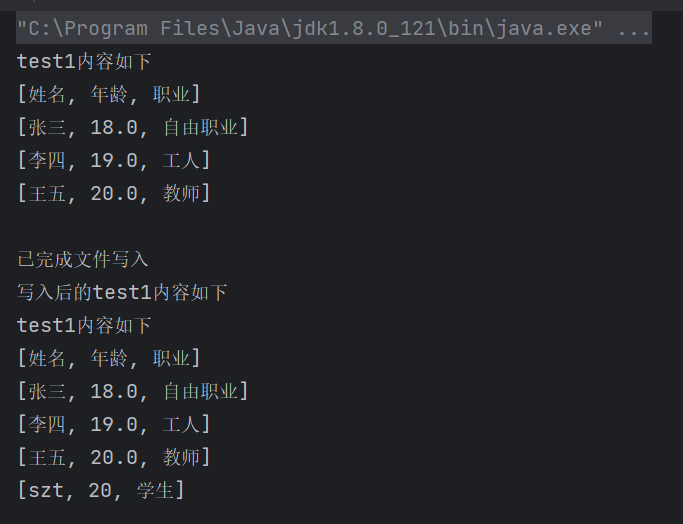 "C:\Program Files\Java\jdk1.8.0_121\bin\java.exe" ...
test1内容如下
[姓名, 年龄, 职业]
[张三, 18.0, 自由职业]
[李四, 19.0, 工人]
[王五, 20.0, 教师]
已完成文件写入
写入后的test1内容如下
test1内容如下
[姓名, 年龄, 职业]
[张三, 18.0, 自由职业]
[李四, 19.0, 工人]
[王五, 20.0, 教师]
[szt, 20, 学生]